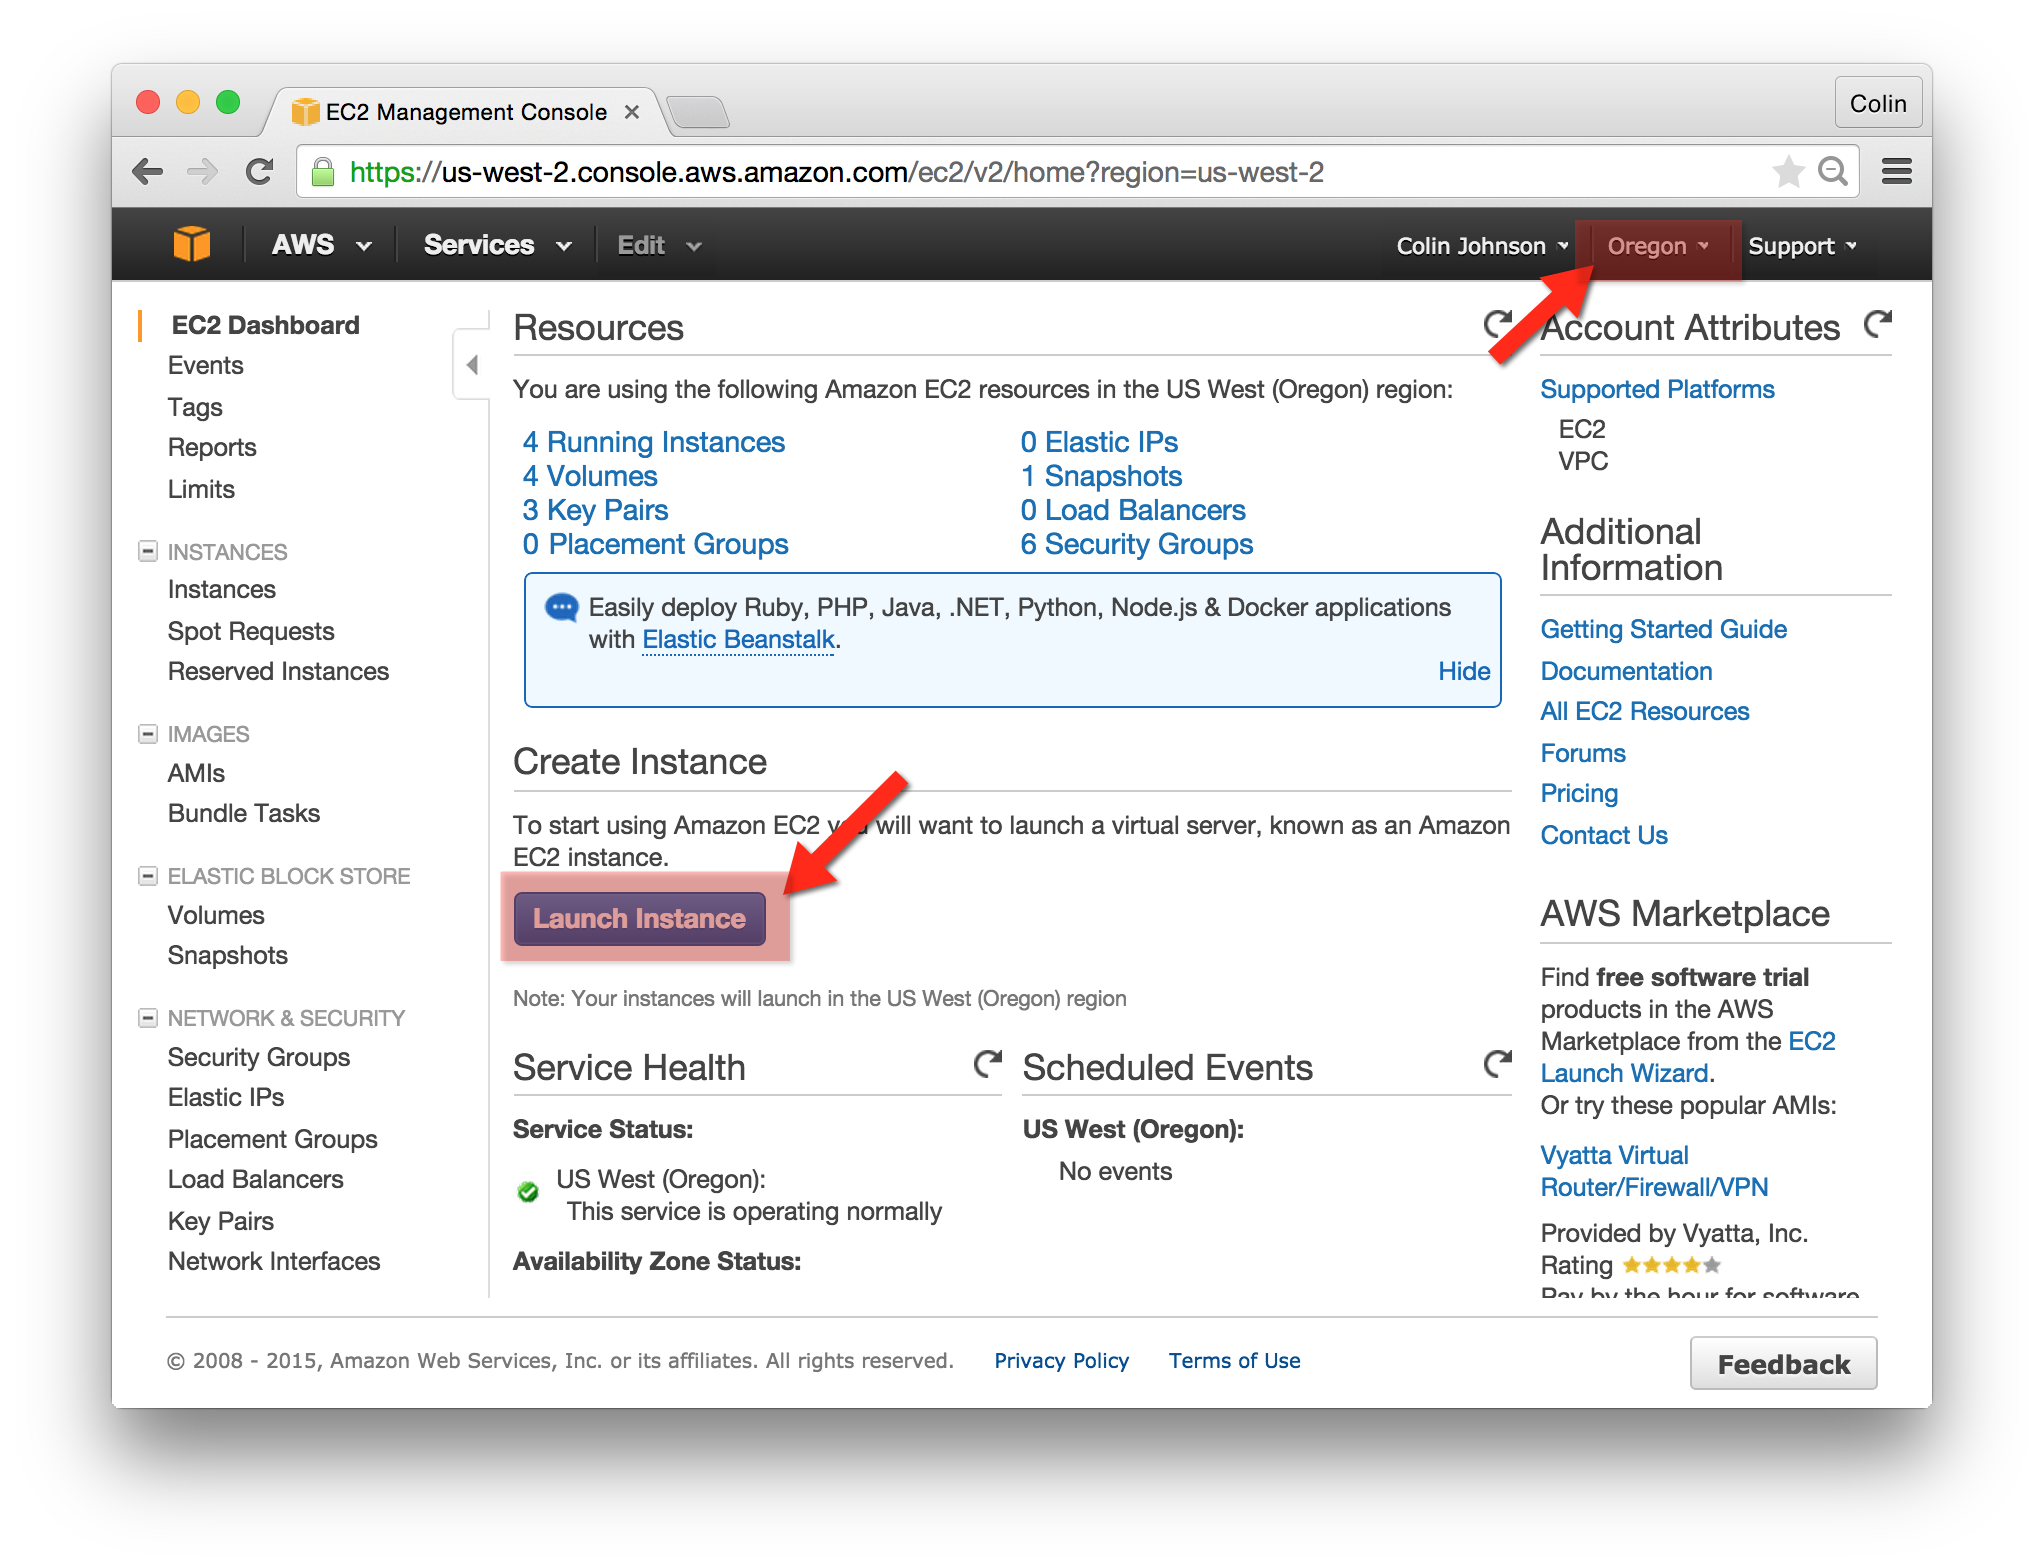 EC2 Management Console
Colin
https://us-west-2.console.aws.amazon.com/ec2/v2/home?region=us-west-2
AWS Services Edit Colin Johnson Oregon Support
EC2 Dashboard
Events
Tags
Reports
Limits
INSTANCES
Instances
Spot Requests
Reserved Instances
IMAGES
AMIs
Bundle Tasks
ELASTIC BLOCK STORE
Volumes
Snapshots
NETWORK & SECURITY
Security Groups
Elastic IPs
Placement Groups
Load Balancers
Key Pairs
Network Interfaces
Resources
You are using the following Amazon EC2 resources in the US West (Oregon) region:
4 Running Instances
4 Volumes
3 Key Pairs
0 Placement Groups
0 Elastic IPs
1 Snapshots
0 Load Balancers
6 Security Groups
Easily deploy Ruby, PHP, Java, .NET, Python, Node.js & Docker applications
with Elastic Beanstalk.
Hide
Create Instance
To start using Amazon EC2 you will want to launch a virtual server, known as an Amazon
EC2 instance.
Launch Instance
Note: Your instances will launch in the US West (Oregon) region
Service Health
Service Status:
US West (Oregon):
This service is operating normally
Availability Zone Status:
Scheduled Events
US West (Oregon):
No events
Account Attributes
Supported Platforms
EC2
VPC
Additional
Information
Getting Started Guide
Documentation
All EC2 Resources
Forums
Pricing
Contact Us
AWS Marketplace
Find free software trial
products in the AWS
Marketplace from the EC2
Launch Wizard.
Or try these popular AMIs:
Vyatta Virtual
Router/Firewall/VPN
Provided by Vyatta, Inc.
Rating
Pay by the hour for software
© 2008 - 2015, Amazon Web Services, Inc. or its affiliates. All rights reserved. Privacy Policy Terms of Use
Feedback